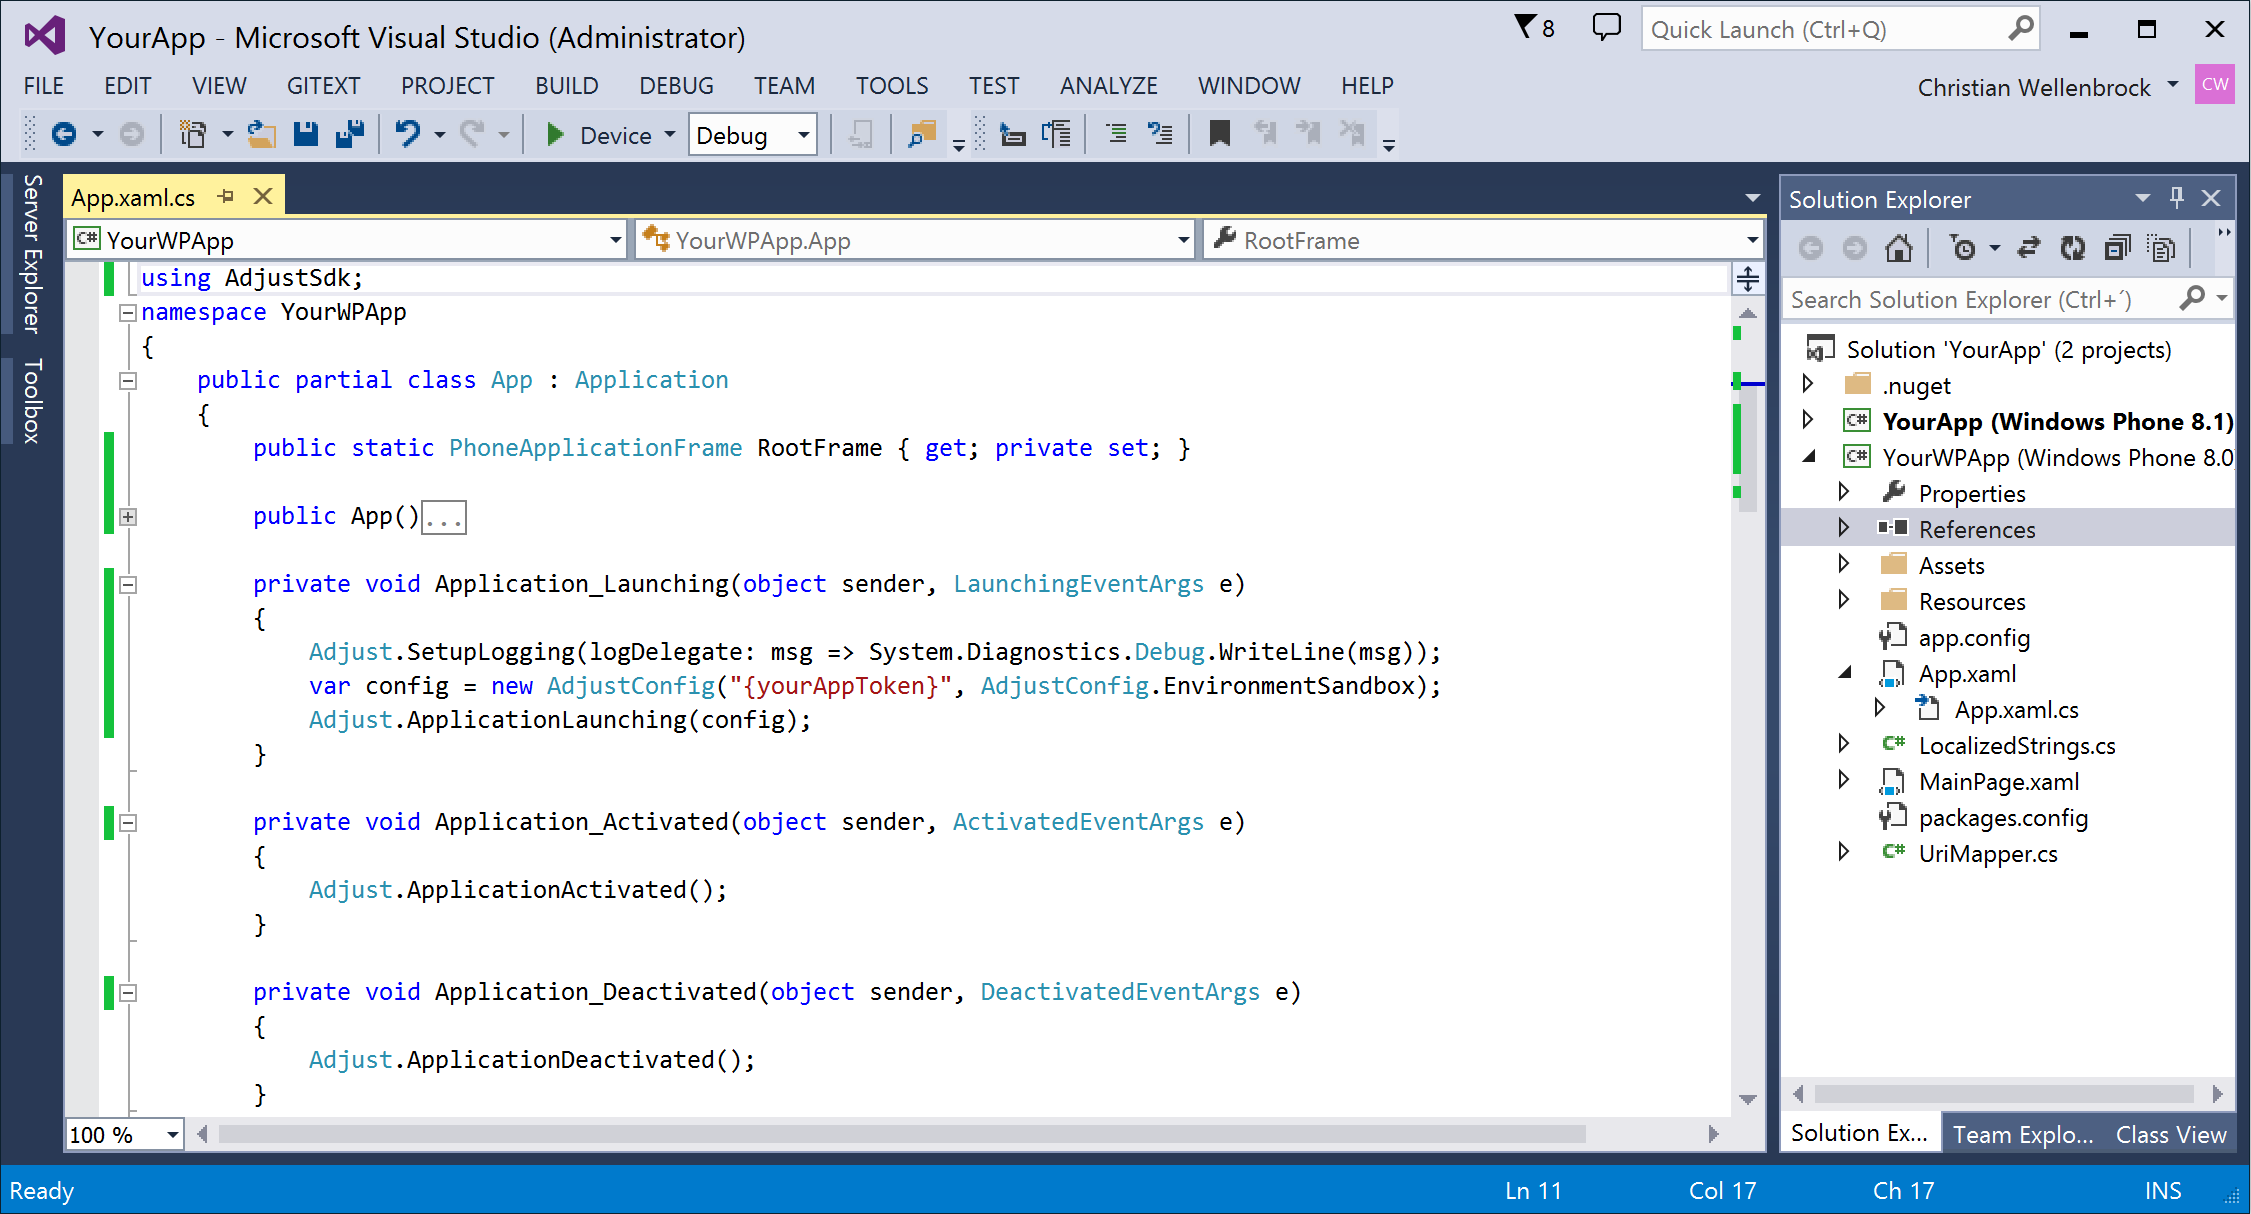 YourApp - Microsoft Visual Studio (Administrator)
8
Quick Launch (Ctrl+Q)
FILE EDIT VIEW GITEXT PROJECT BUILD DEBUG TEAM TOOLS TEST ANALYZE WINDOW HELP
Christian Wellenbrock
CW
Device
Debug
Server Explorer
Toolbox
App.xaml.cs
C# YourWPApp
YourWPApp.App
RootFrame
using AdjustSdk;
namespace YourWPApp
{
public partial class App : Application
{
public static PhoneApplicationFrame RootFrame { get; private set; }
public App()...
private void Application_Launching(object sender, LaunchingEventArgs e)
{
Adjust.SetupLogging(logDelegate: msg => System.Diagnostics.Debug.WriteLine(msg));
var config = new AdjustConfig("{yourAppToken}", AdjustConfig.EnvironmentSandbox);
Adjust.ApplicationLaunching(config);
}
private void Application_Activated(object sender, ActivatedEventArgs e)
{
Adjust.ApplicationActivated();
}
private void Application_Deactivated(object sender, DeactivatedEventArgs e)
{
Adjust.ApplicationDeactivated();
}
100 %
Solution Explorer
Search Solution Explorer (Ctrl+´)
Solution 'YourApp' (2 projects)
.nuget
C# YourApp (Windows Phone 8.1)
C# YourWPApp (Windows Phone 8.0
Properties
References
Assets
Resources
app.config
App.xaml
App.xaml.cs
C# LocalizedStrings.cs
MainPage.xaml
packages.config
C# UriMapper.cs
Solution Ex... Team Explo... Class View
Ready
Ln 11 Col 17 Ch 17 INS